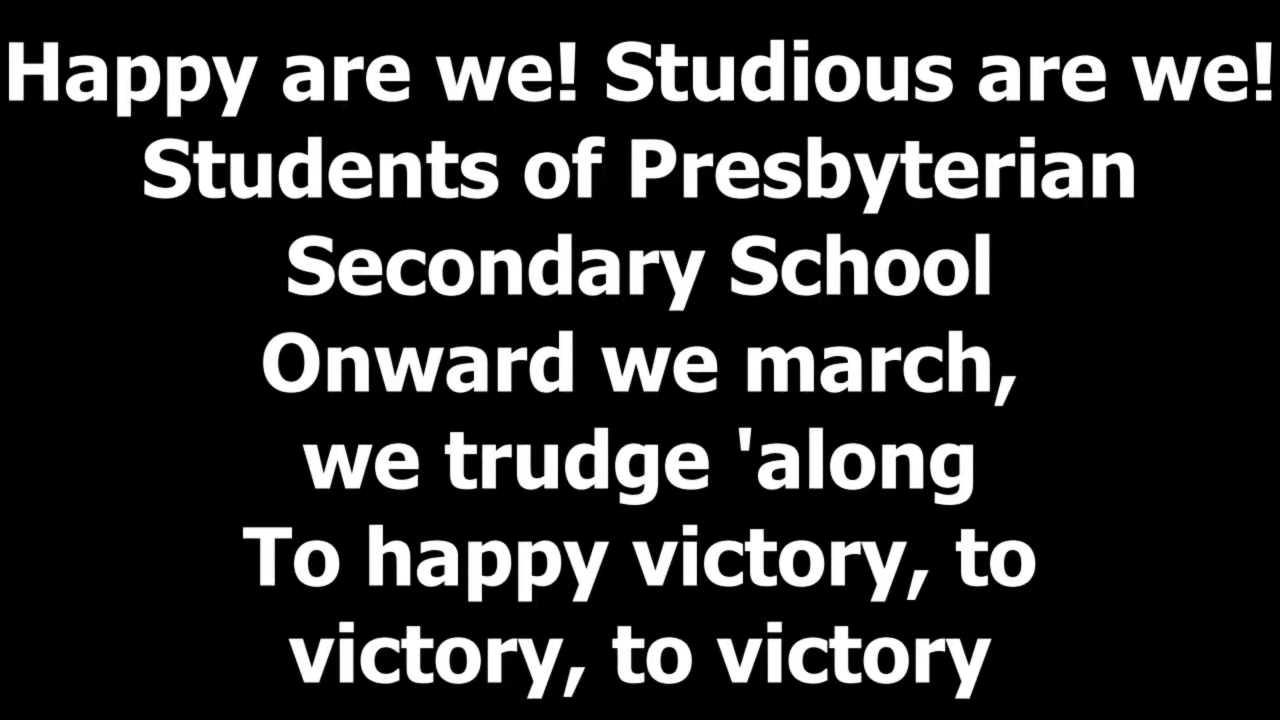 Happy are we! Studious are we!
Students of Presbyterian
Secondary School
Onward we march,
we trudge 'along
To happy victory, to
victory, to victory